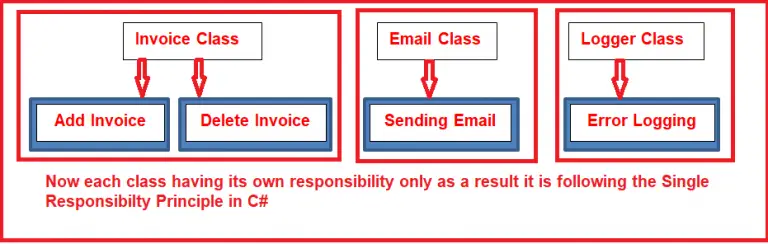 Invoice Class
Email Class
Logger Class
Add Invoice
Delete Invoice
Sending Email
Error Logging
Now each class having its own responsibility only as a result it is following the Single
Responsibilty Principle in C#